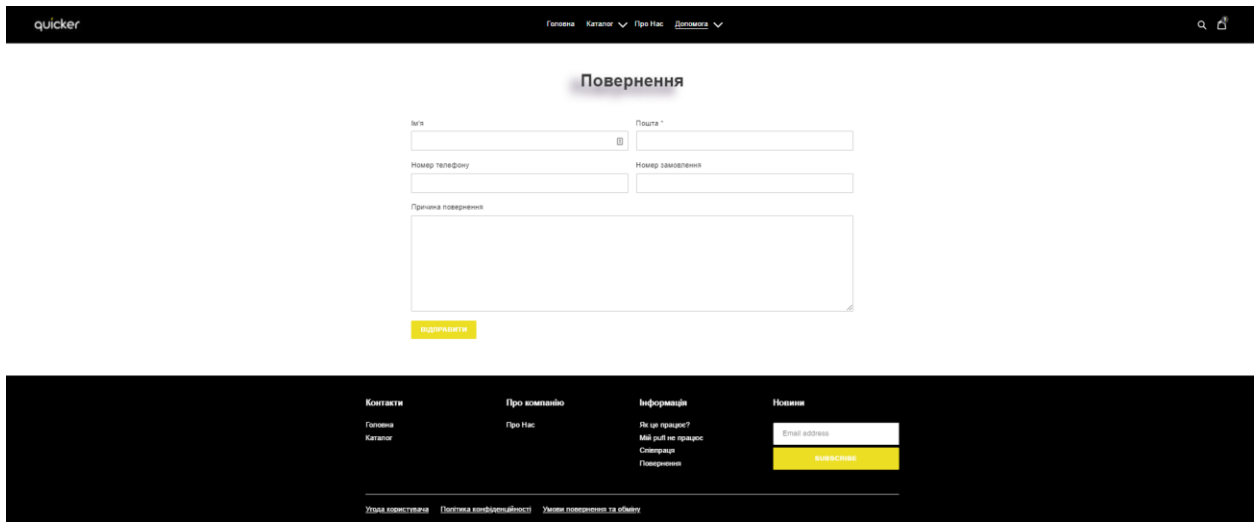 quicker
Головна Каталог Про Нас Допомога
Повернення
Ім'я
Пошта *
Номер телефону
Номер замовлення
Причина повернення
ВІДПРАВИТИ
Контакти
Головна
Каталог
Про компанію
Про Нас
Інформація
Як це працює?
Мій pull не працює
Співпраця
Повернення
Новини
Email address
SUBSCRIBE
Угода користувача Політика конфіденційності Умови повернення та обміну